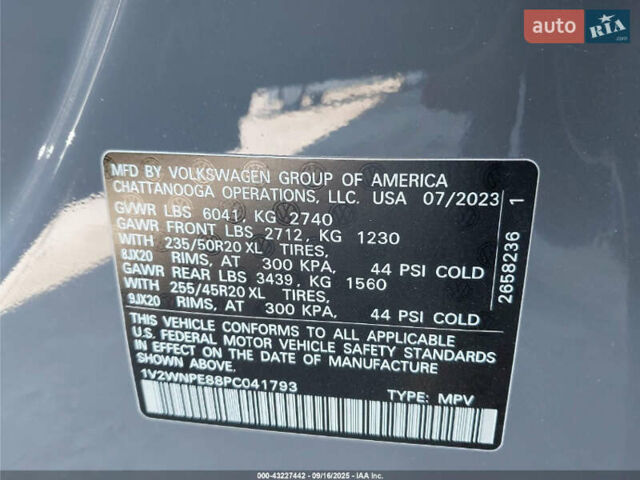 auto RIA.com
MFD BY VOLKSWAGEN GROUP OF AMERICA
CHATTANOOGA OPERATIONS, LLC. USA 07/2023
GVWR LBS 6041, KG 2740
GAWR FRONT LBS 2712, KG 1230
WITH 235/50R20 XL TIRES,
8JX20 RIMS, AT 300 KPA, 44 PSI COLD
GAWR REAR LBS 3439, KG 1560
WITH 255/45R20 XL TIRES,
9JX20 RIMS, AT 300 KPA, 44 PSI COLD
THIS VEHICLE CONFORMS TO ALL APPLICABLE
U.S. FEDERAL MOTOR VEHICLE SAFETY STANDARDS
IN EFFECT ON THE DATE OF MANUFACTURE
SHOWN ABOVE.
1V2WNPE88PC041793
TYPE: MPV
2658236 1
000-43227442 - 09/16/2025 - IAA Inc.